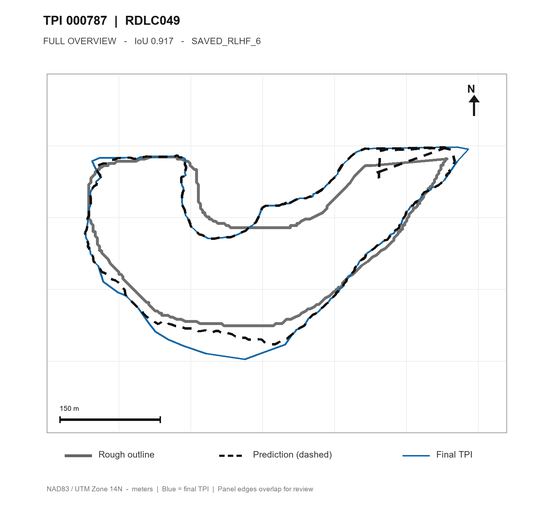 TPI 000787 | RDLC049
FULL OVERVIEW - IoU 0.917 - SAVED_RLHF_6
N
150 m
Rough outline
Prediction (dashed)
Final TPI
NAD83 / UTM Zone 14N - meters | Blue = final TPI | Panel edges overlap for review